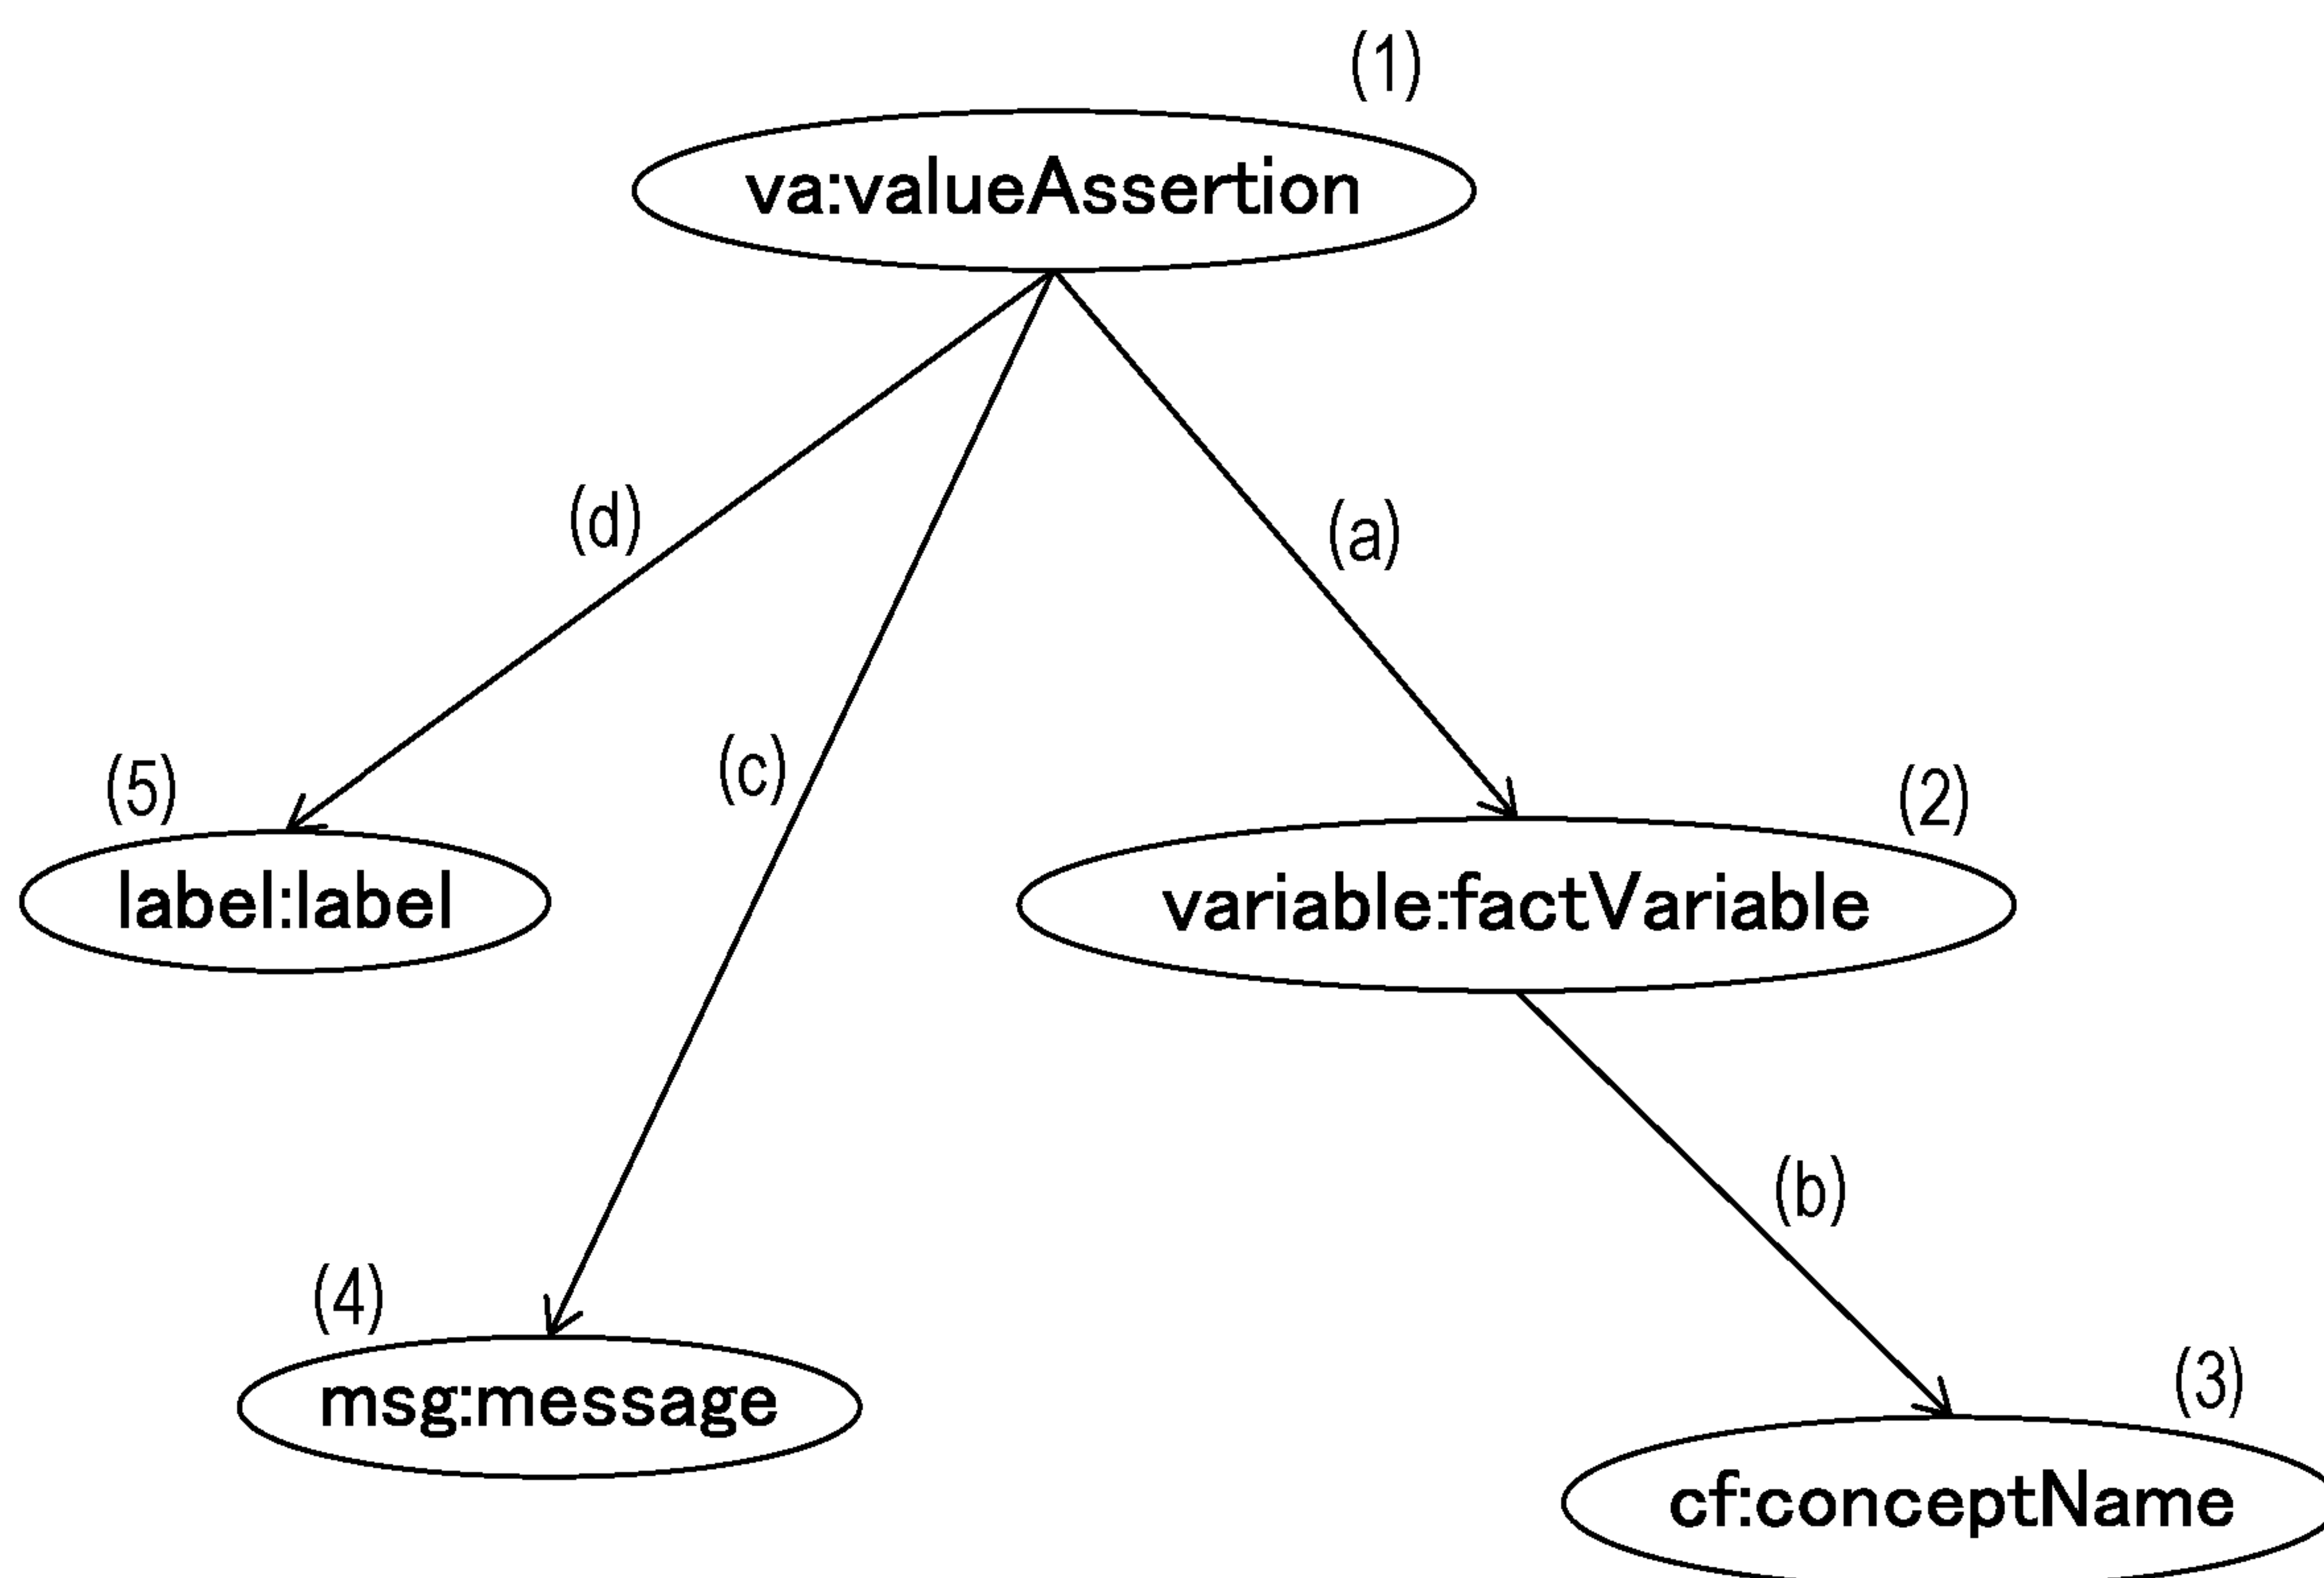 (1)
va:valueAssertion
(d)
(a)
(c)
(5)
label:label
(2)
variable:factVariable
(b)
(4)
msg:message
(3)
cf:conceptName